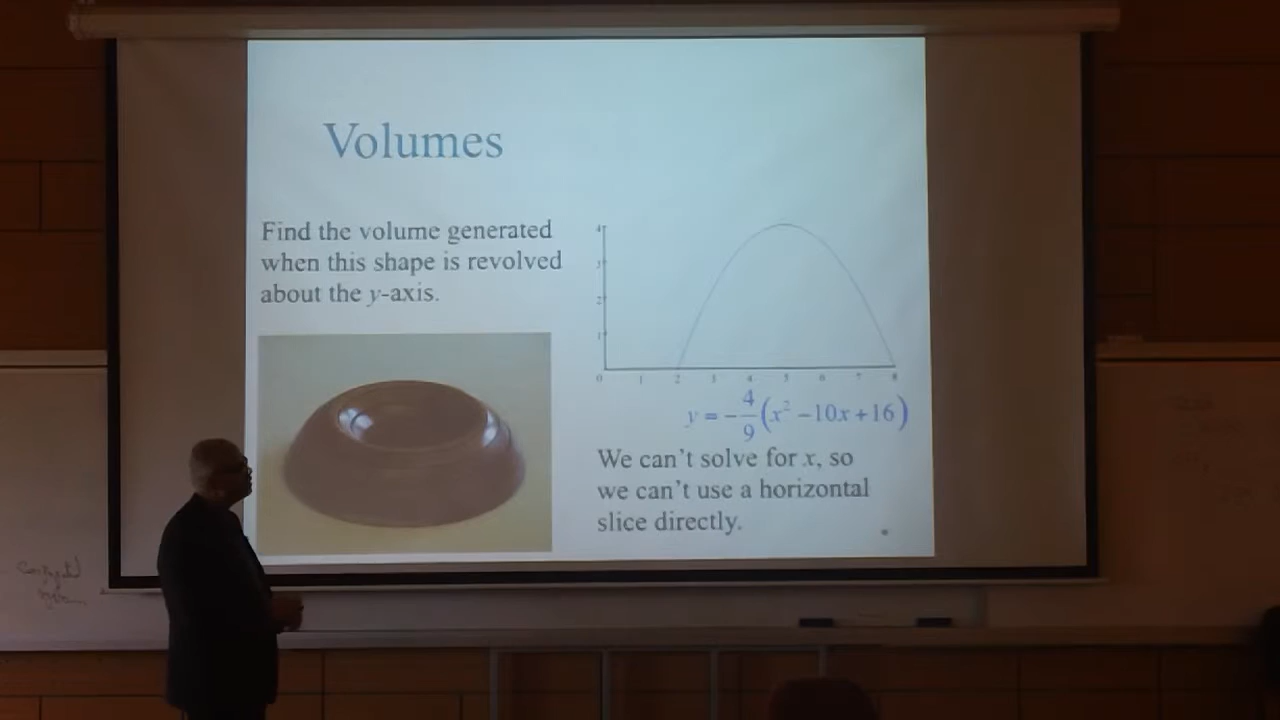 Volumes
Find the volume generated
when this shape is revolved
about the y-axis.
4
3
2
1
0 1 2 3 4 5 6 7 8
y = -4/9(x² -10x+16)
We can't solve for x, so
we can't use a horizontal
slice directly.